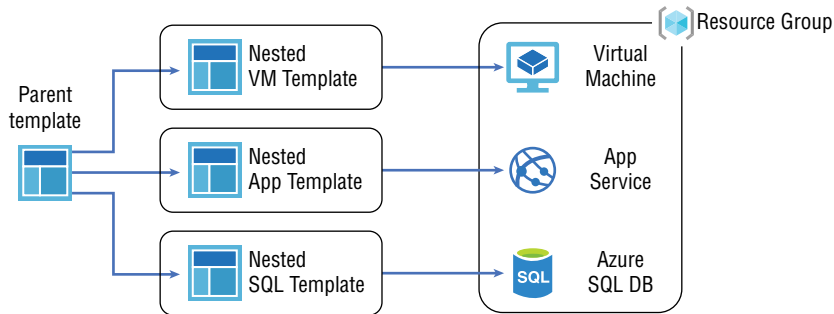 Resource Group
Parent
template
Nested
VM Template
Virtual
Machine
Nested
App Template
App
Service
Nested
SQL Template
SQL
Azure
SQL DB